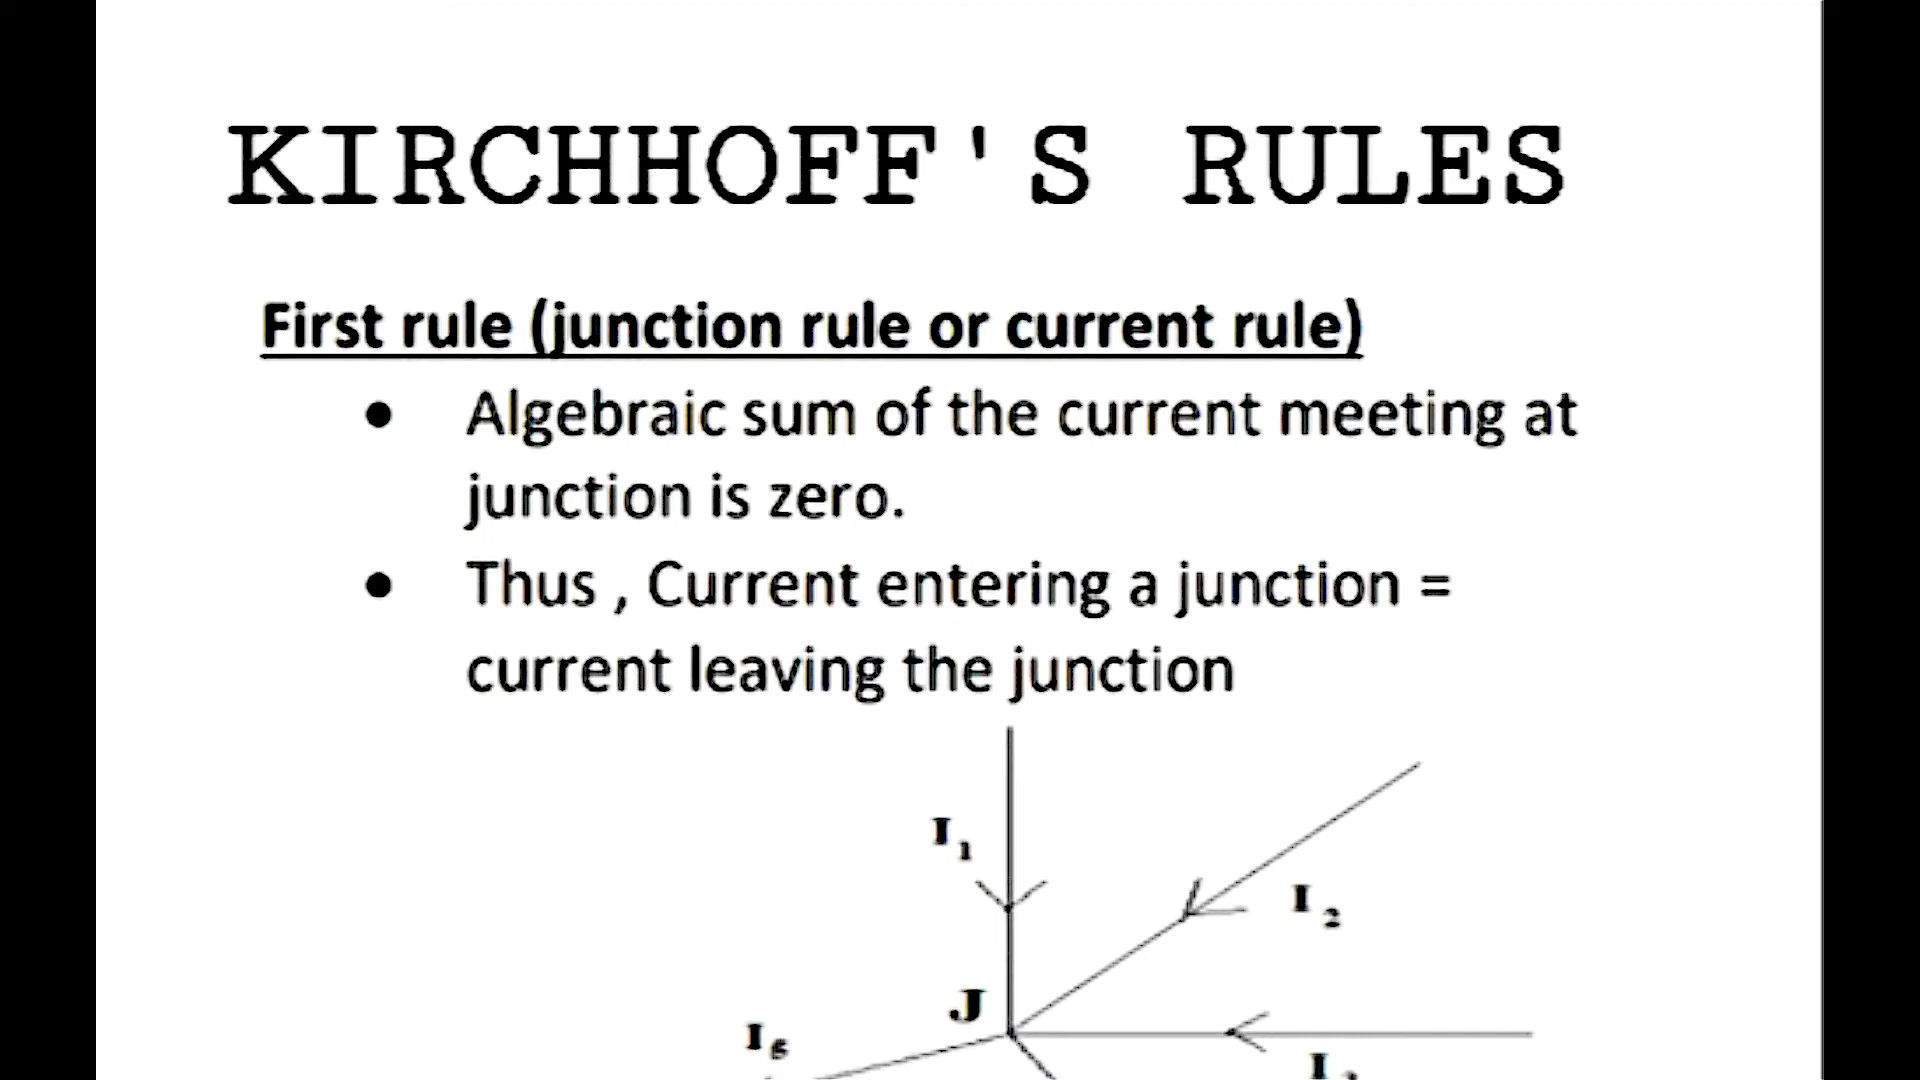 KIRCHHOFF'S RULES
First rule (junction rule or current rule)
• Algebraic sum of the current meeting at
junction is zero.
• Thus , Current entering a junction =
current leaving the junction
I1
I2
J
I